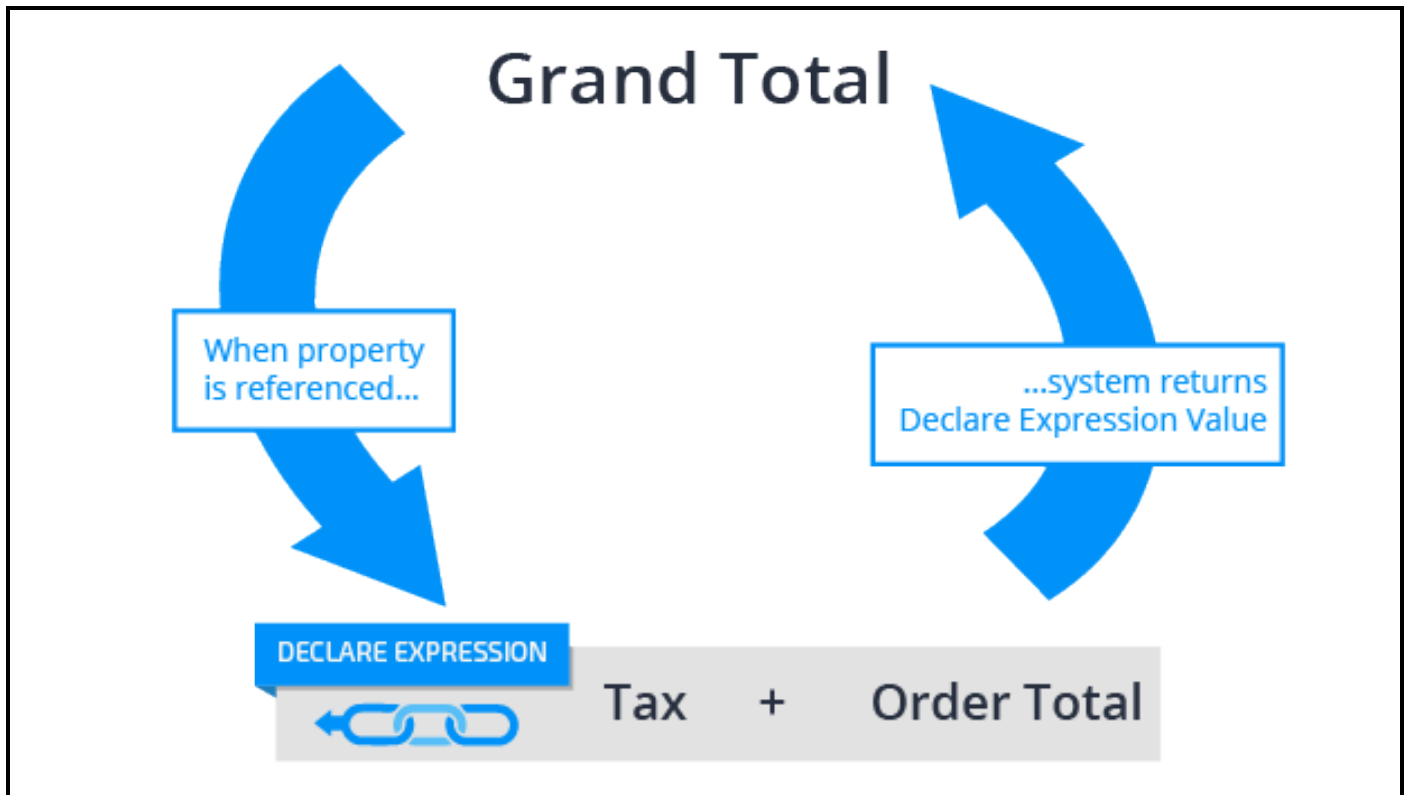 Grand Total
When property
is referenced...
...system returns
Declare Expression Value
DECLARE EXPRESSION
Tax + Order Total